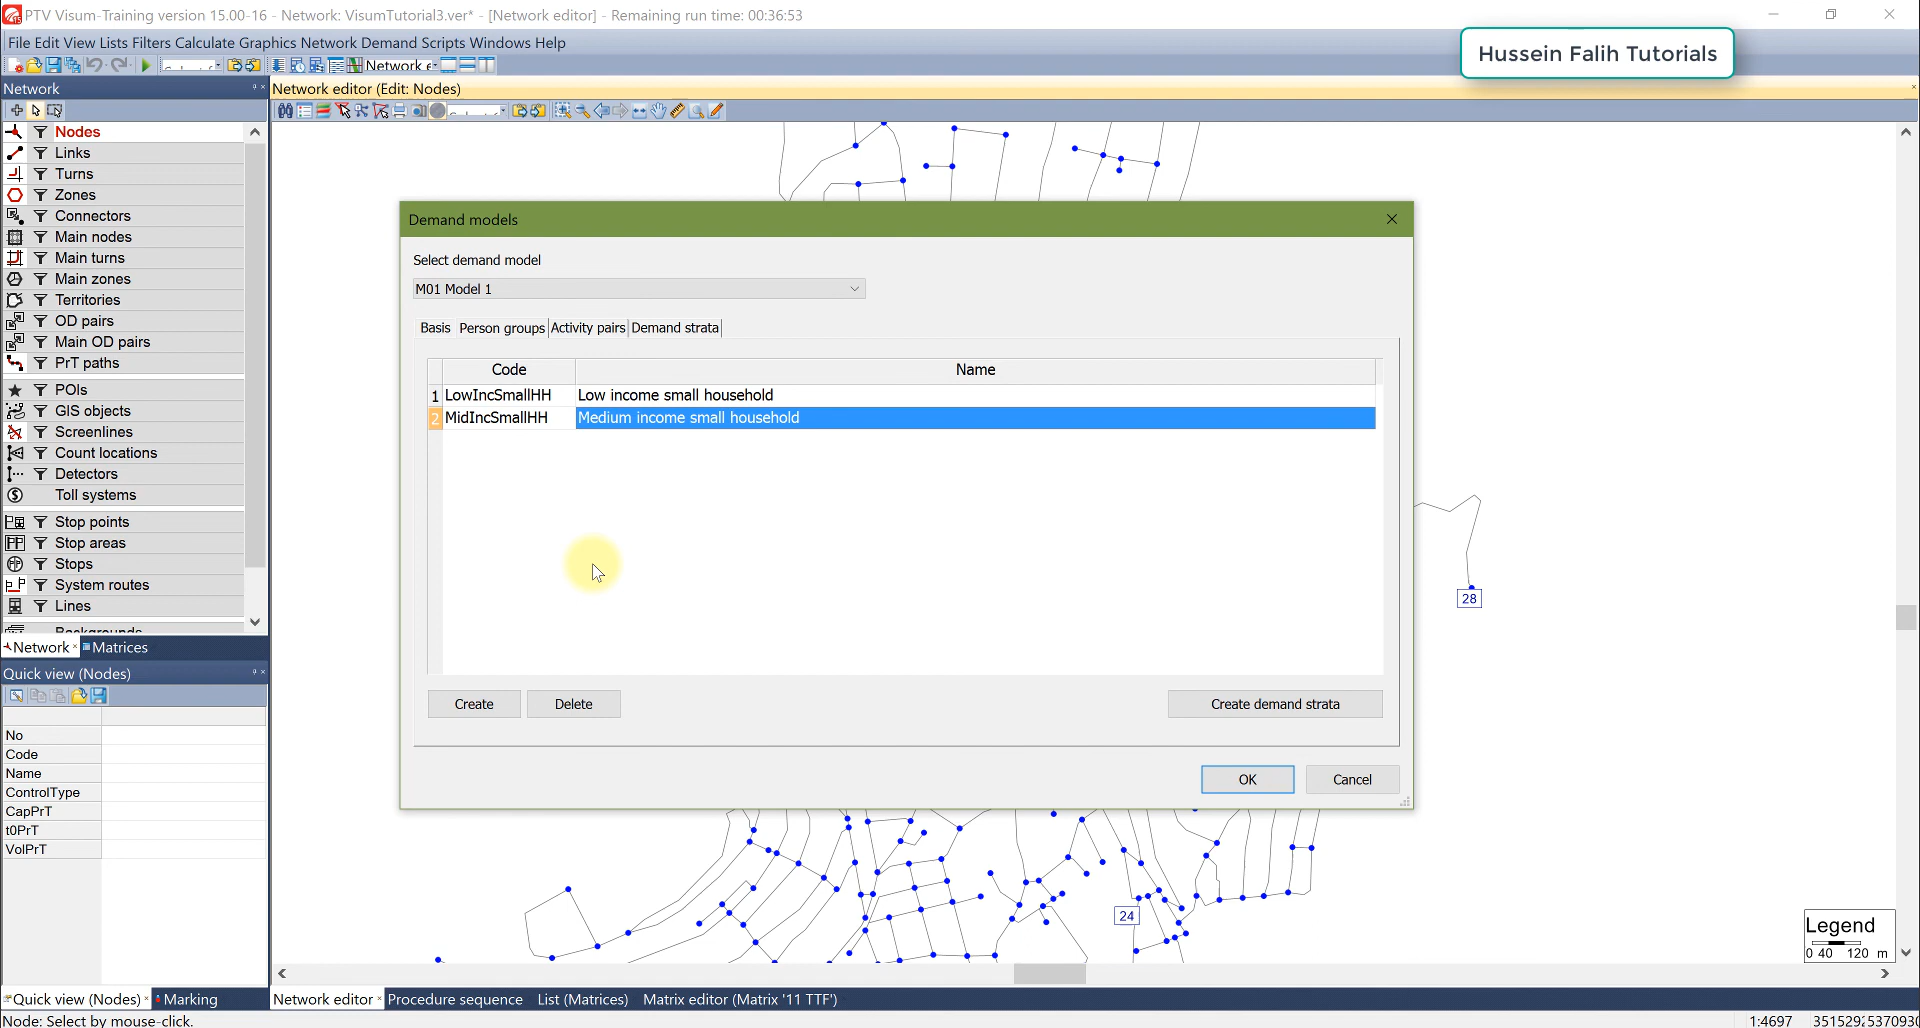 PTV Visum-Training version 15.00-16 - Network: VisumTutorial3.ver* - [Network editor] - Remaining run time: 00:36:53
File Edit View Lists Filters Calculate Graphics Network Demand Scripts Windows Help
Hussein Falih Tutorials
Network
Network editor (Edit: Nodes)
Nodes
Links
Turns
Zones
Connectors
Main nodes
Main turns
Main zones
Territories
OD pairs
Main OD pairs
PrT paths
POIs
GIS objects
Screenlines
Count locations
Detectors
Toll systems
Stop points
Stop areas
Stops
System routes
Lines
Backgrounds
Network
Matrices
Quick view (Nodes)
No
Code
Name
ControlType
CapPrT
t0PrT
VolPrT
Quick view (Nodes)
Marking
Demand models
Select demand model
M01 Model 1
Basis
Person groups
Activity pairs
Demand strata
Code
Name
1 LowIncSmallHH Low income small household
2 MidIncSmallHH Medium income small household
Create
Delete
Create demand strata
OK
Cancel
28
24
Legend
0 40 120 m
Network editor
Procedure sequence
List (Matrices)
Matrix editor (Matrix '11 TTF')
Node: Select by mouse-click.
1:4697